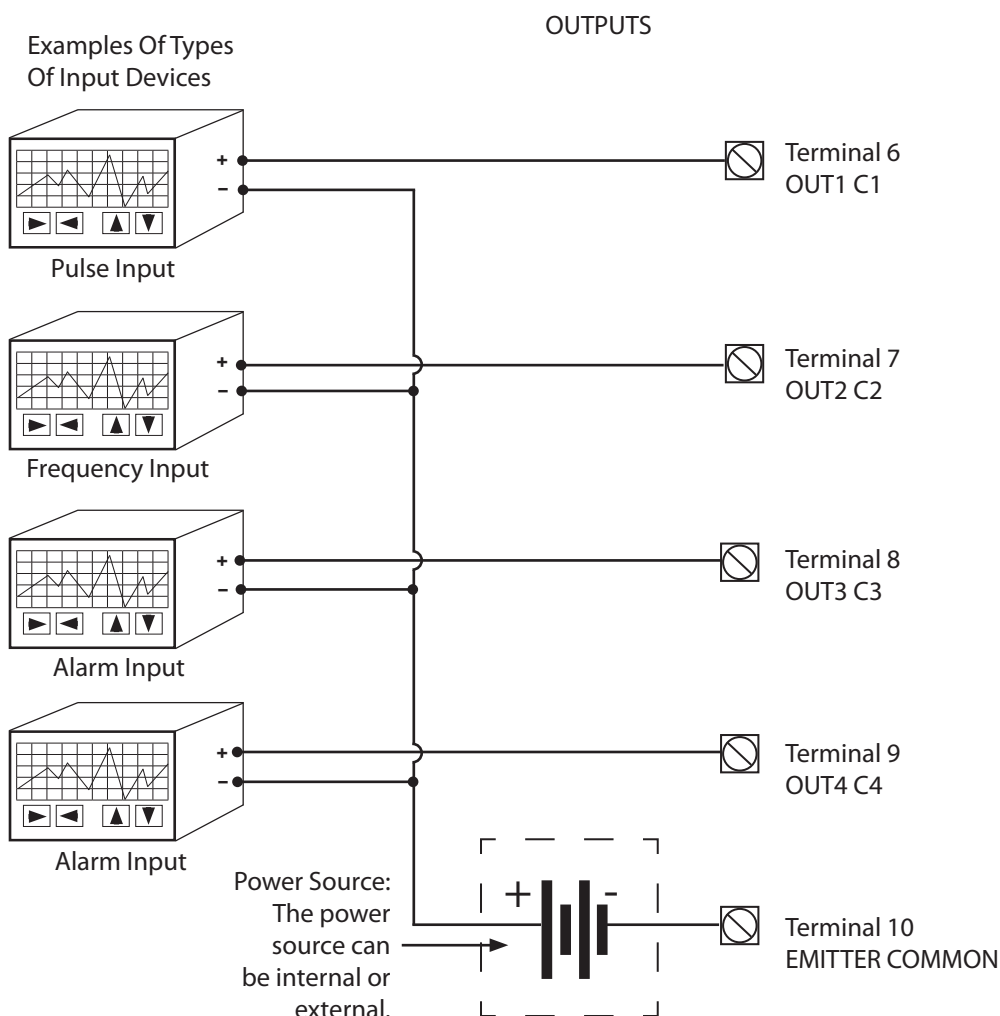 OUTPUTS
Examples Of Types
Of Input Devices
+
−
Terminal 6
OUT1 C1
Pulse Input
+
−
Terminal 7
OUT2 C2
Frequency Input
+
−
Terminal 8
OUT3 C3
Alarm Input
+
−
Terminal 9
OUT4 C4
Alarm Input
Power Source:
The power
source can
be internal or
external.
+ -
Terminal 10
EMITTER COMMON